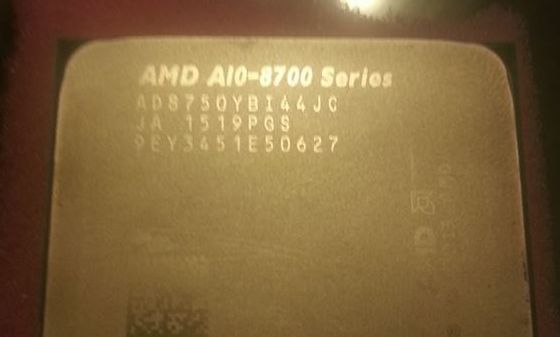 AMD A10-8700 Series
AD8750YBI44JC
JA 1519PGS
9EY3451E50627